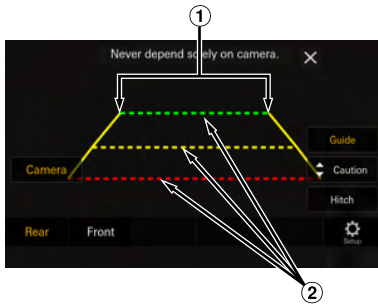 1
Never depend solely on camera.
Guide
Camera
Caution
Hitch
Rear
Front
Setup
2